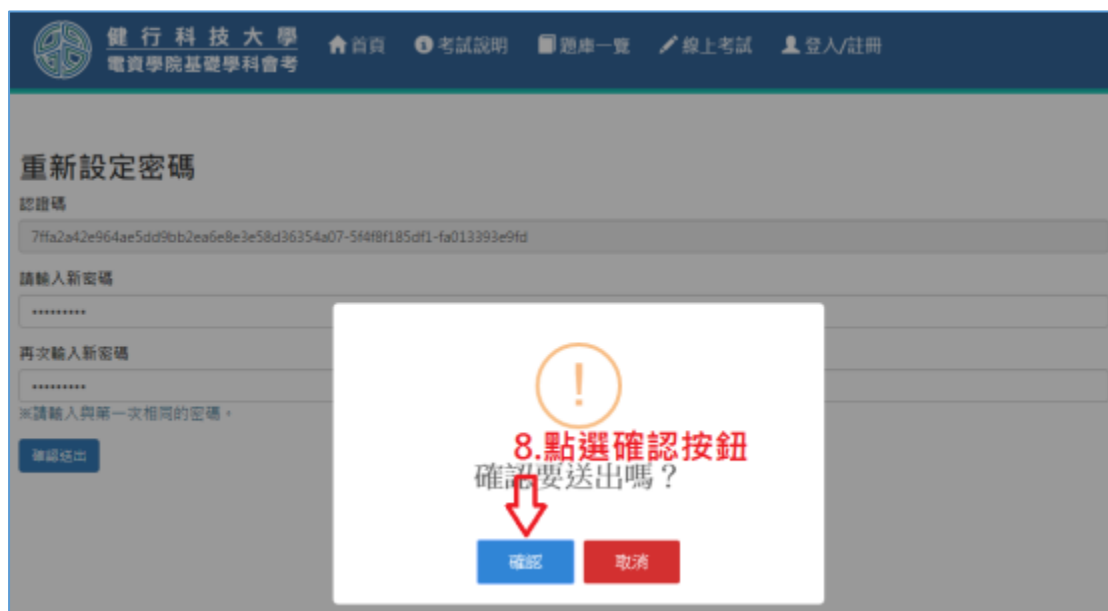 健行科技大學
電資學院基礎學科會考
首頁 考試說明 題庫一覽 線上考試 登入/註冊
重新設定密碼
認證碼
7ffa2a42e964ae5dd9bb2ea6e8e3e58d36354a07-5f4f8f185df1-fa013393e9fd
請輸入新密碼
•••••••••
再次輸入新密碼
•••••••••
※請輸入與第一次相同的密碼。
確認送出
!
8.點選確認按鈕
確認要送出嗎？
確認 取消